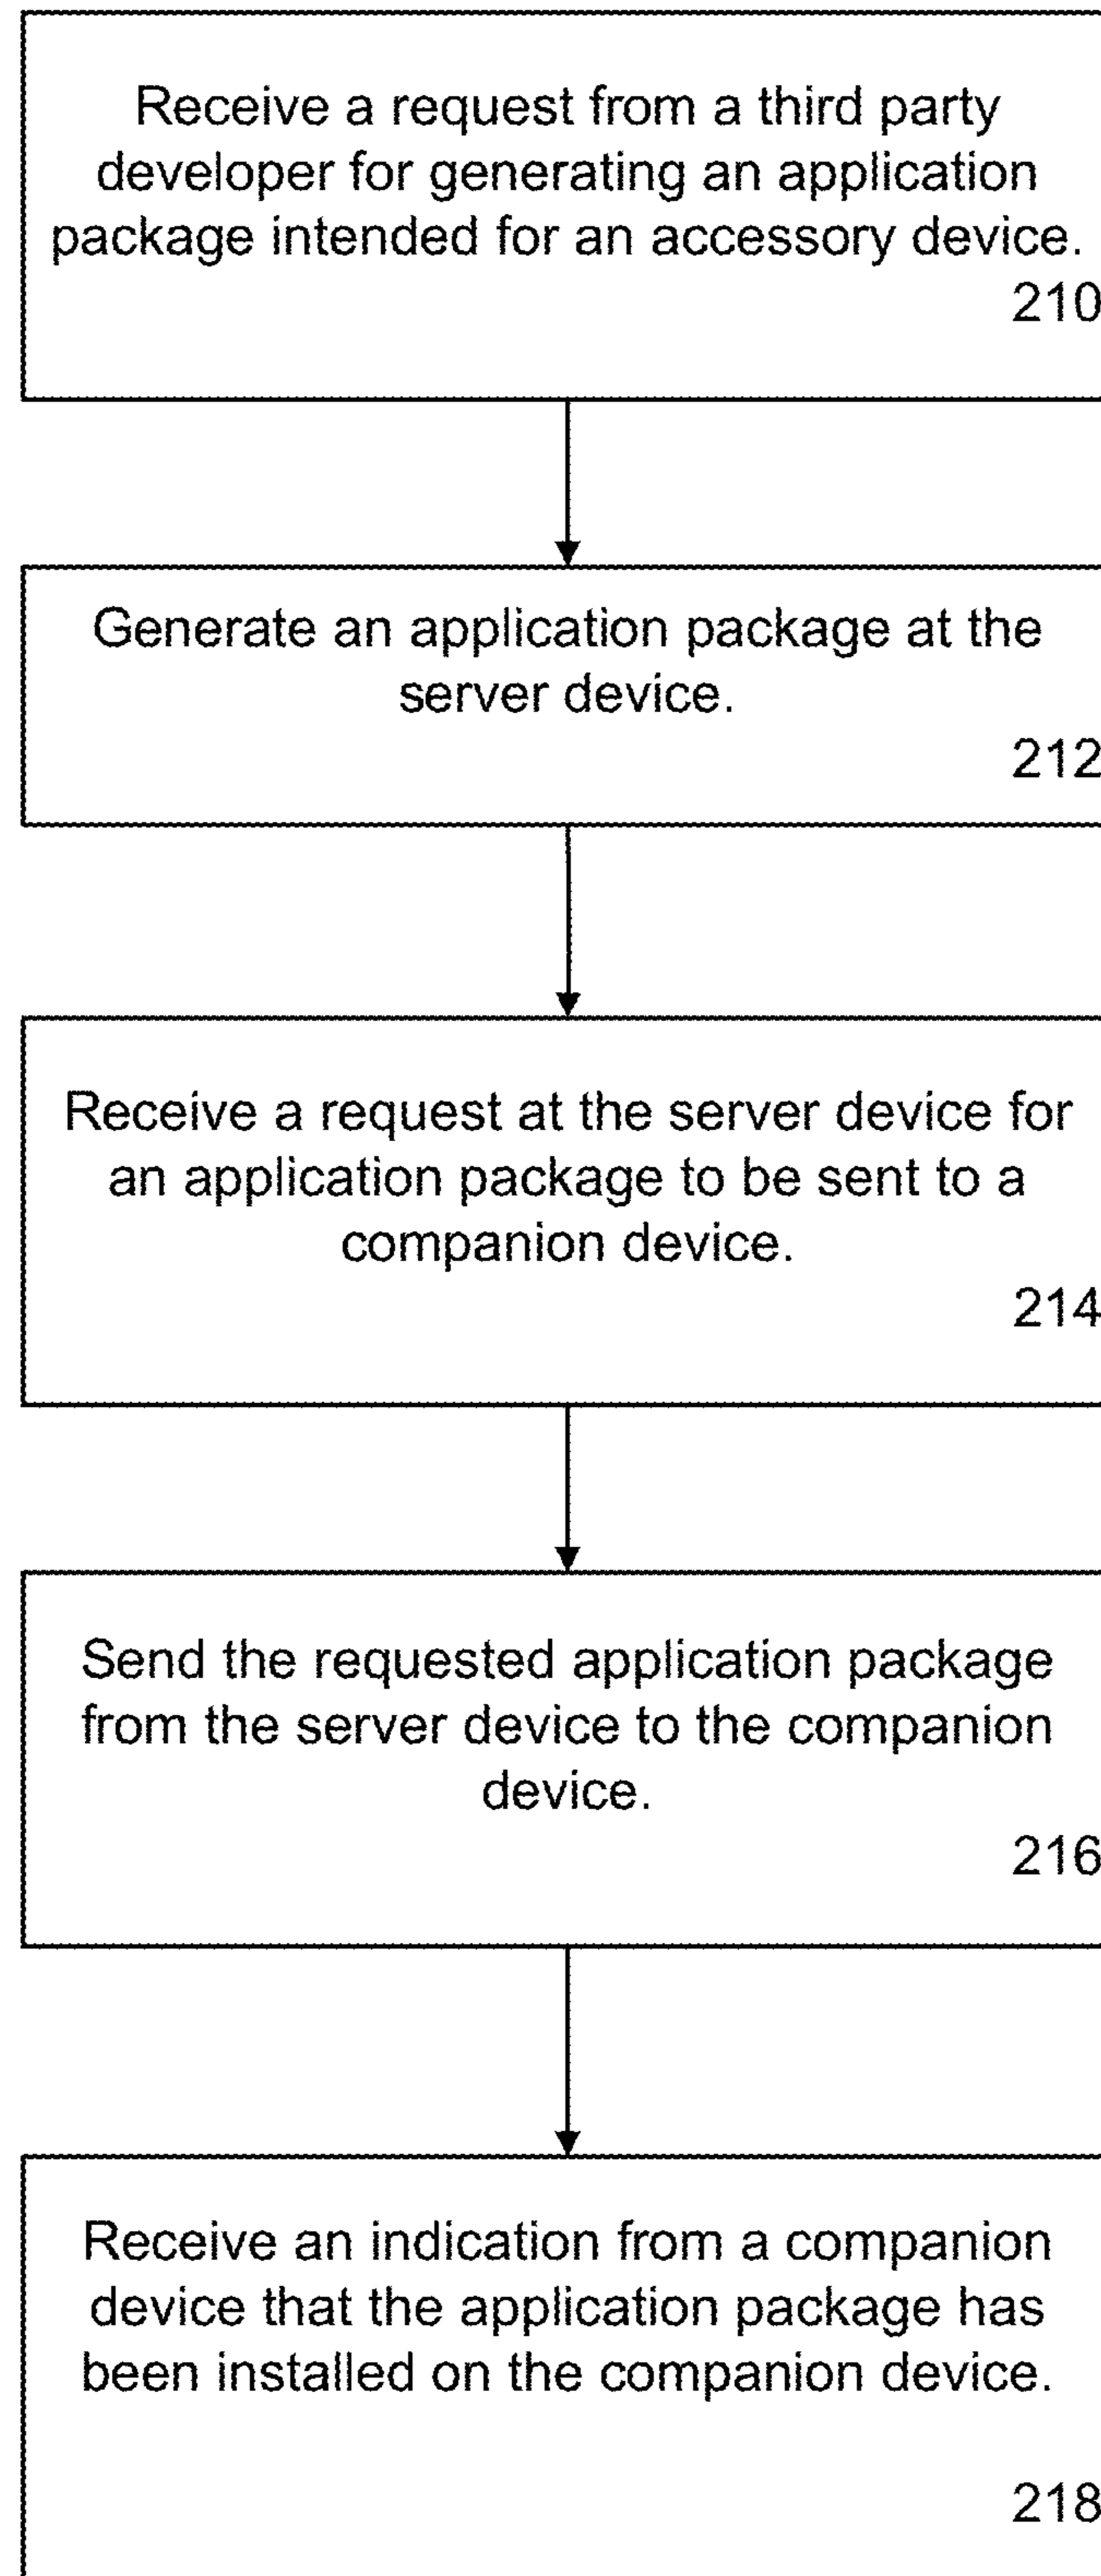 Receive a request from a third party
developer for generating an application
package intended for an accessory device.
210
Generate an application package at the
server device.
212
Receive a request at the server device for
an application package to be sent to a
companion device.
214
Send the requested application package
from the server device to the companion
device.
216
Receive an indication from a companion
device that the application package has
been installed on the companion device.
218